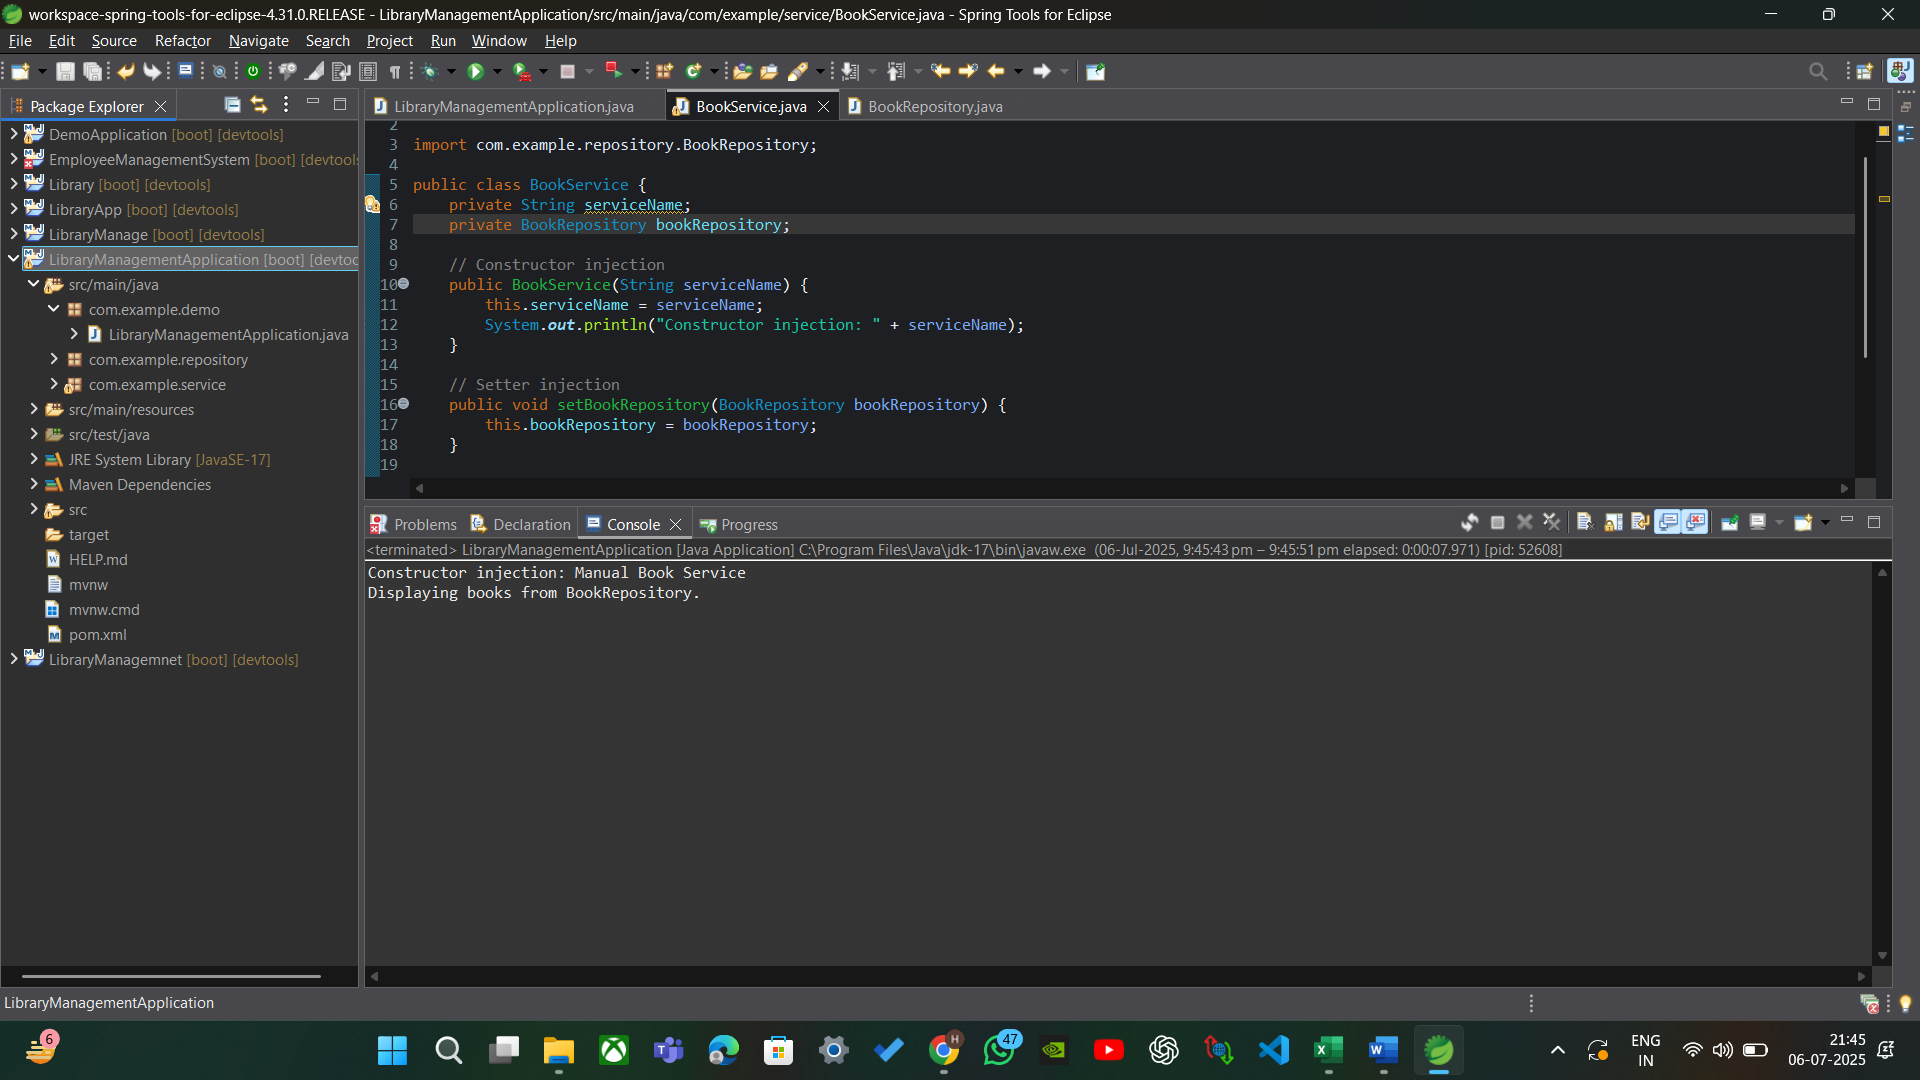 workspace-spring-tools-for-eclipse-4.31.0.RELEASE - LibraryManagementApplication/src/main/java/com/example/service/BookService.java - Spring Tools for Eclipse
File Edit Source Refactor Navigate Search Project Run Window Help
Package Explorer
DemoApplication [boot] [devtools]
EmployeeManagementSystem [boot] [devtools
Library [boot] [devtools]
LibraryApp [boot] [devtools]
LibraryManage [boot] [devtools]
LibraryManagementApplication [boot] [devtoo
src/main/java
com.example.demo
LibraryManagementApplication.java
com.example.repository
com.example.service
src/main/resources
src/test/java
JRE System Library [JavaSE-17]
Maven Dependencies
src
target
HELP.md
mvnw
mvnw.cmd
pom.xml
LibraryManagemnet [boot] [devtools]
LibraryManagementApplication.java BookService.java BookRepository.java
2
3 import com.example.repository.BookRepository;
4
5 public class BookService {
6 private String serviceName;
7 private BookRepository bookRepository;
8
9 // Constructor injection
10 public BookService(String serviceName) {
11 this.serviceName = serviceName;
12 System.out.println("Constructor injection: " + serviceName);
13 }
14
15 // Setter injection
16 public void setBookRepository(BookRepository bookRepository) {
17 this.bookRepository = bookRepository;
18 }
19
Problems Declaration Console Progress
<terminated> LibraryManagementApplication [Java Application] C:\Program Files\Java\jdk-17\bin\javaw.exe (06-Jul-2025, 9:45:43 pm – 9:45:51 pm elapsed: 0:00:07.971) [pid: 52608]
Constructor injection: Manual Book Service
Displaying books from BookRepository.
LibraryManagementApplication
6
H
47
ENG
IN
21:45
06-07-2025